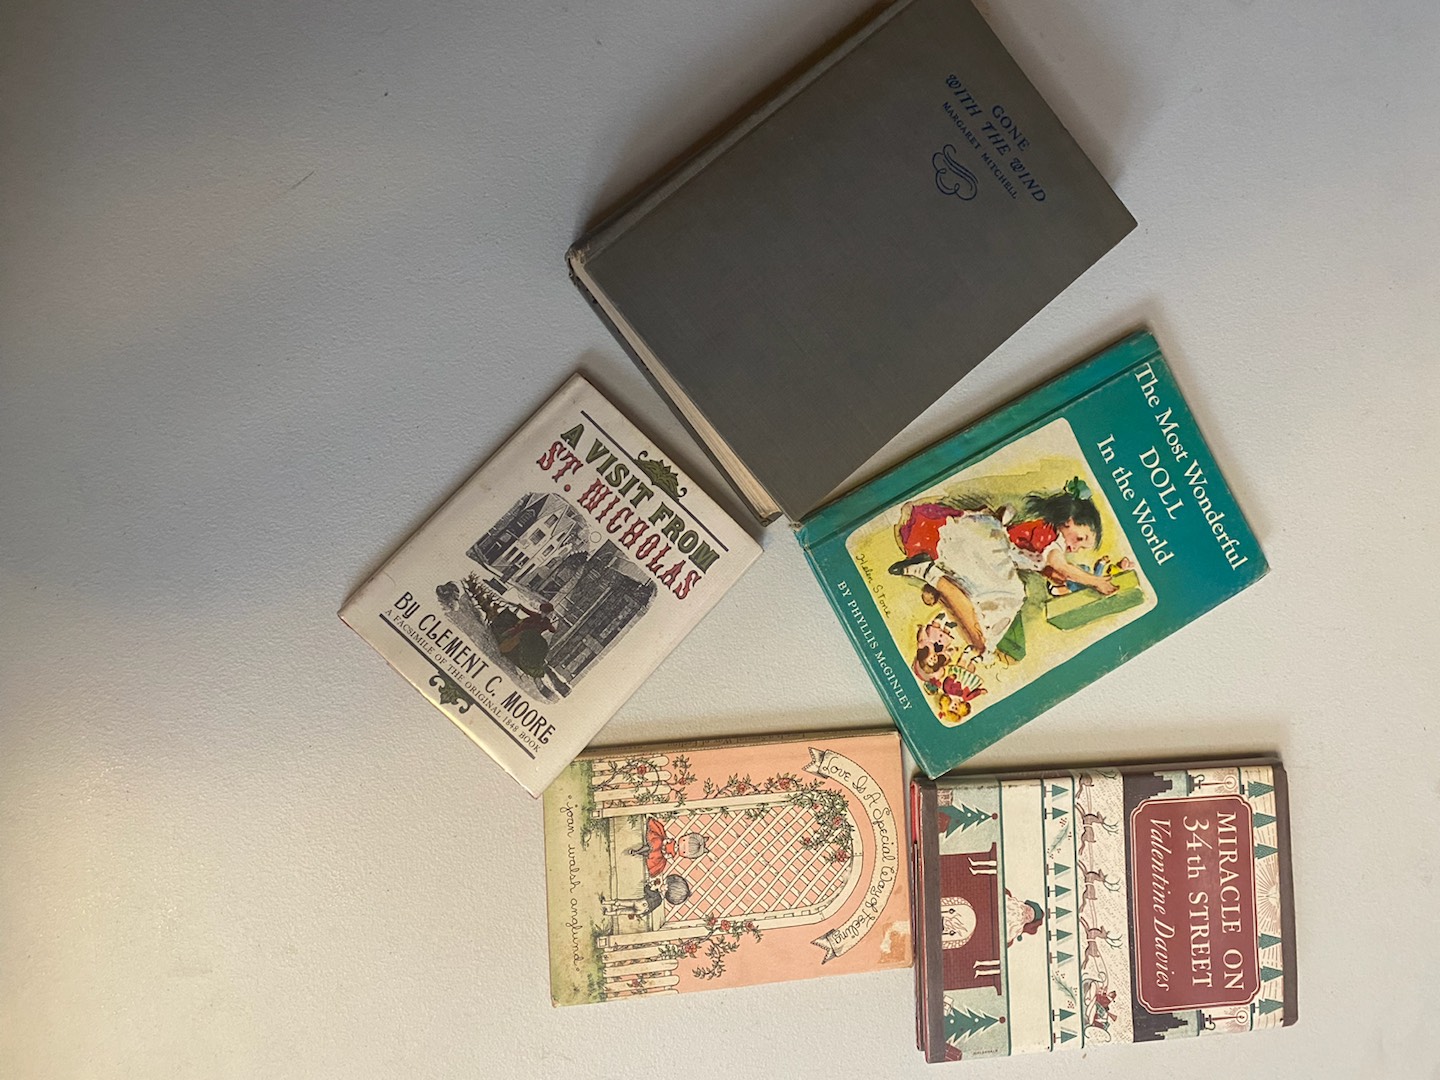 GONE
WITH THE WIND
MARGARET MITCHELL
The Most Wonderful
DOLL
In the World
Helen Stone
BY PHYLLIS McGINLEY
A VISIT FROM
ST. NICHOLAS
By CLEMENT C. MOORE
A FACSIMILE OF THE ORIGINAL 1848 BOOK
Love Is A Special Way of Feeling
joan walsh anglund
MIRACLE ON
34th STREET
Valentine Davies